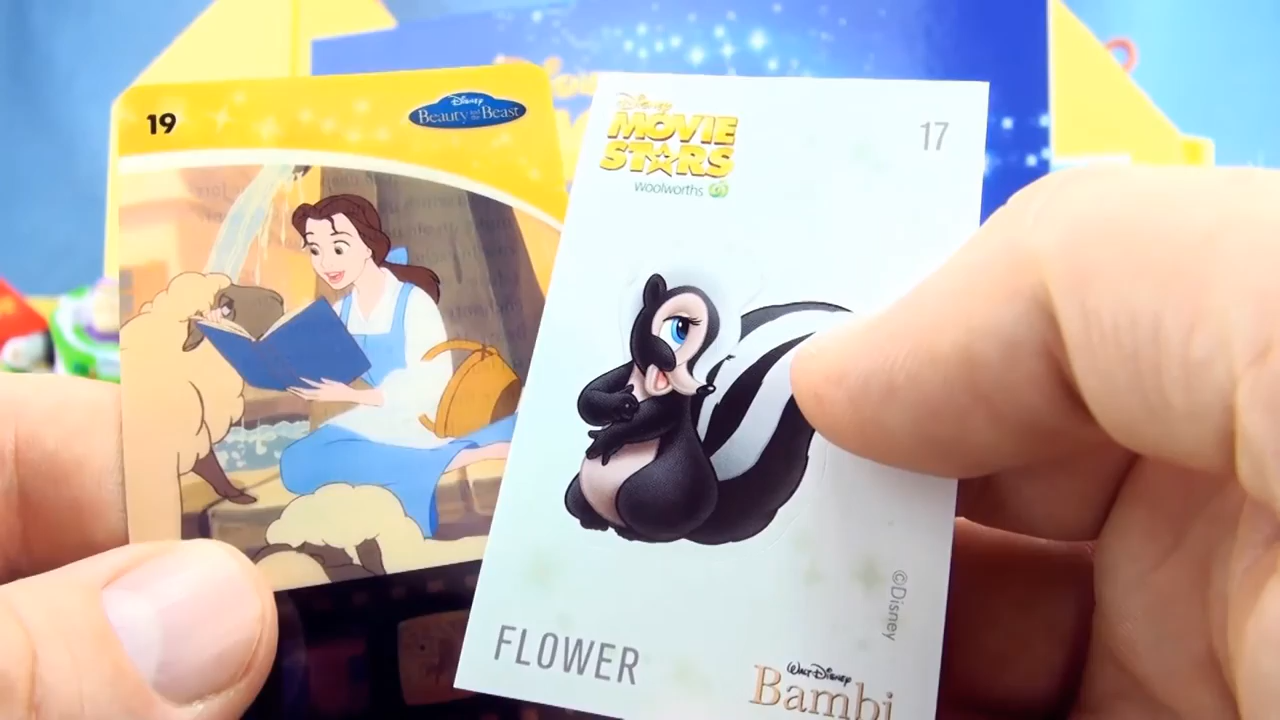 19
Disney
Beauty and the Beast
Disney
MOVIE
STARS
woolworths
17
©Disney
FLOWER
WALT DISNEY
Bambi